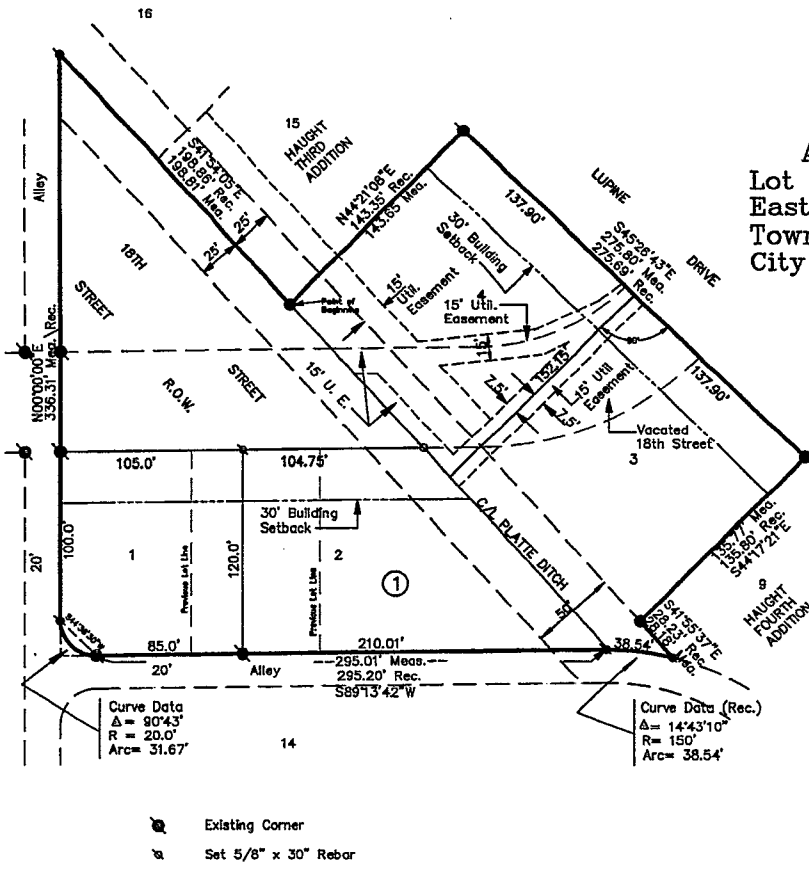 16
15
HAUGHT
THIRD
ADDITION
A
Lot
East
Town
City
S41°54'05"E
198.86' Rec.
198.81' Mea.
25'
25'
N44°21'08"E
143.35' Rec.
143.65 Mea.
137.90'
LUPINE
DRIVE
S45°26'43"E
275.80' Mea.
275.69' Rec.
30' Building
Setback
Alley
18TH
STREET
R.O.W.
STREET
Point of
Beginning
15'
Util.
Easement
4
15' Util.
Easement
15'
152.15'
7.5'
7.5'
15' Util
Easement
137.90'
Vacated
18th Street
3
N00°00'00"E
336.31' Mea. Rec.
15' U. E.
105.0'
104.75'
30' Building
Setback
C/L PLATTE DITCH
135.77' Mea.
135.80' Rec.
S44°17'21"E
9
HAUGHT
FOURTH
ADDITION
20'
100.0'
1
Previous Lot Line
120.0'
Previous Lot Line
2
1
50'
S41°55'37"E
85.0'
20'
Alley
210.01'
295.01' Meas.
295.20' Rec.
S89°13'42"W
38.54'
Curve Data
Δ= 90°43'
R = 20.0'
Arc= 31.67'
14
Curve Data (Rec.)
Δ= 14°43'10"
R= 150'
Arc= 38.54'
Existing Corner
Set 5/8" x 30" Rebar